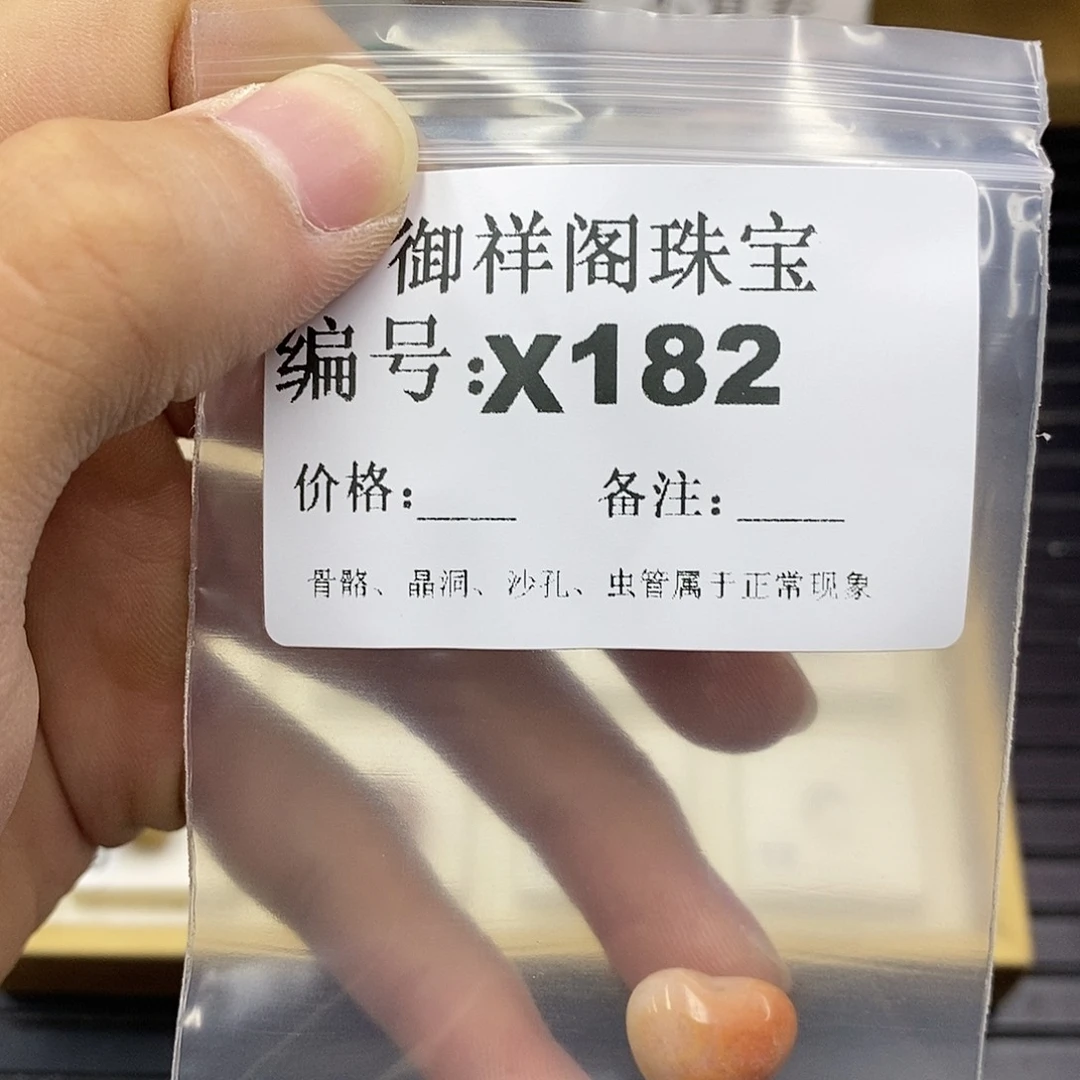 御祥阁珠宝
编号:X182
价格:____ 备注:____
骨骼、晶洞、沙孔、虫管属于正常现象